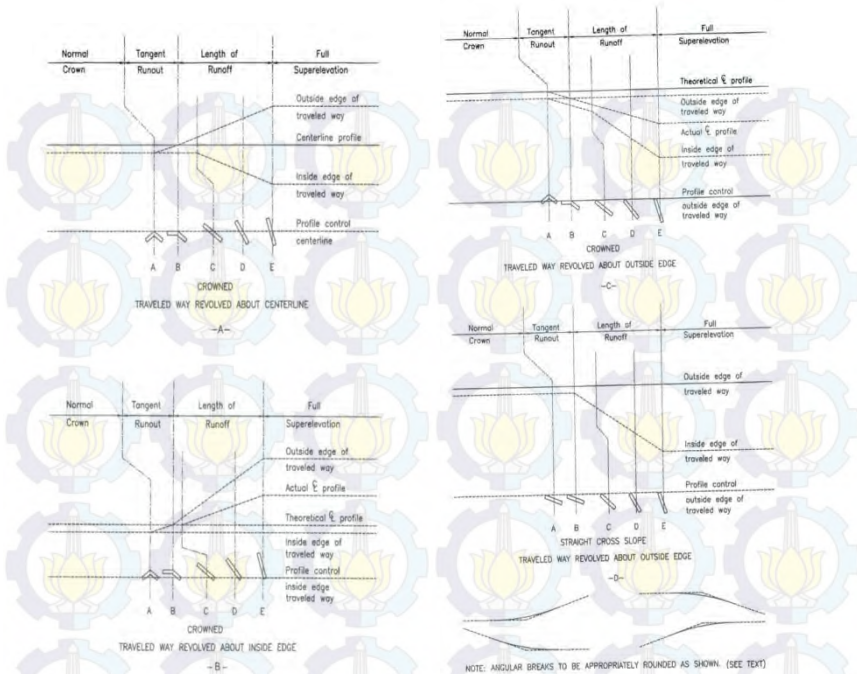 Normal Tangent Length of Full
Crown Runout Runoff Superelevation
Outside edge of
traveled way
Centerline profile
Inside edge of
traveled way
Profile control
centerline
A B C D E
CROWNED
TRAVELED WAY REVOLVED ABOUT CENTERLINE
-A-
Normal Tangent Length of Full
Crown Runout Runoff Superelevation
Outside edge of
traveled way
Actual ℄ profile
Theoretical ℄ profile
Inside edge of
traveled way
Profile control
inside edge
traveled way
A B C D E
CROWNED
TRAVELED WAY REVOLVED ABOUT INSIDE EDGE
-B-
Normal Tangent Length of Full
Crown Runout Runoff Superelevation
Theoretical ℄ profile
Outside edge of
traveled way
Actual ℄ profile
Inside edge of
traveled way
Profile control
outside edge of
traveled way
A B C D E
CROWNED
TRAVELED WAY REVOLVED ABOUT OUTSIDE EDGE
-C-
Normal Tangent Length of Full
Crown Runout Runoff Superelevation
Outside edge of
traveled way
Inside edge of
traveled way
Profile control
outside edge of
traveled way
A B C D E
STRAIGHT CROSS SLOPE
TRAVELED WAY REVOLVED ABOUT OUTSIDE EDGE
-D-
NOTE: ANGULAR BREAKS TO BE APPROPRIATELY ROUNDED AS SHOWN. (SEE TEXT)